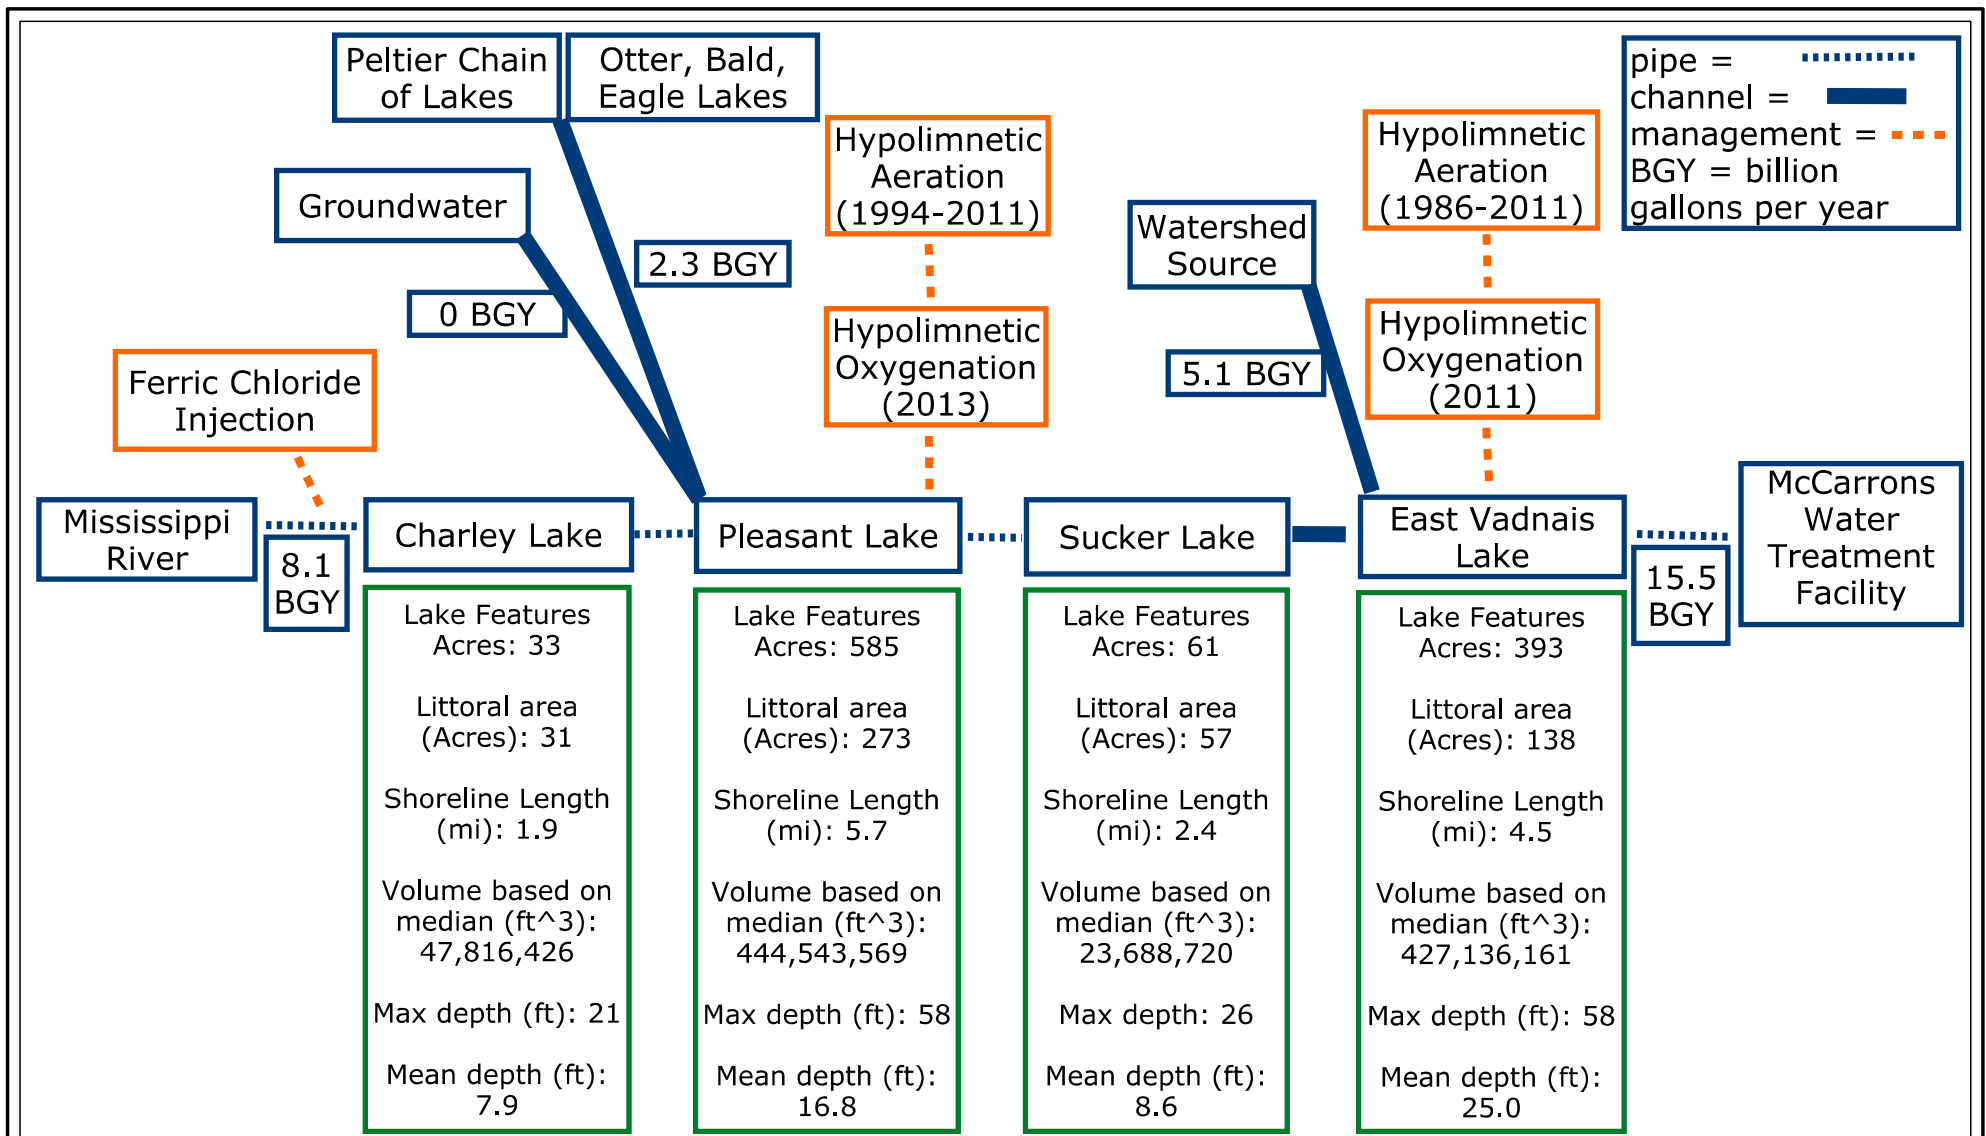 Peltier Chain
of Lakes
Otter, Bald,
Eagle Lakes
pipe =
channel =
management =
BGY = billion
gallons per year
Hypolimnetic
Aeration
(1994-2011)
Hypolimnetic
Aeration
(1986-2011)
Groundwater
2.3 BGY
Watershed
Source
0 BGY
Hypolimnetic
Oxygenation
(2013)
5.1 BGY
Hypolimnetic
Oxygenation
(2011)
Ferric Chloride
Injection
Mississippi
River
8.1
BGY
Charley Lake
Pleasant Lake
Sucker Lake
East Vadnais
Lake
15.5
BGY
McCarrons
Water
Treatment
Facility
Lake Features
Acres: 33
Littoral area
(Acres): 31
Shoreline Length
(mi): 1.9
Volume based on
median (ft^3):
47,816,426
Max depth (ft): 21
Mean depth (ft):
7.9
Lake Features
Acres: 585
Littoral area
(Acres): 273
Shoreline Length
(mi): 5.7
Volume based on
median (ft^3):
444,543,569
Max depth (ft): 58
Mean depth (ft):
16.8
Lake Features
Acres: 61
Littoral area
(Acres): 57
Shoreline Length
(mi): 2.4
Volume based on
median (ft^3):
23,688,720
Max depth: 26
Mean depth (ft):
8.6
Lake Features
Acres: 393
Littoral area
(Acres): 138
Shoreline Length
(mi): 4.5
Volume based on
median (ft^3):
427,136,161
Max depth (ft): 58
Mean depth (ft):
25.0